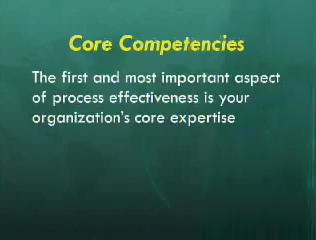 Core Competencies
The first and most important aspect
of process effectiveness is your
organization's core expertise